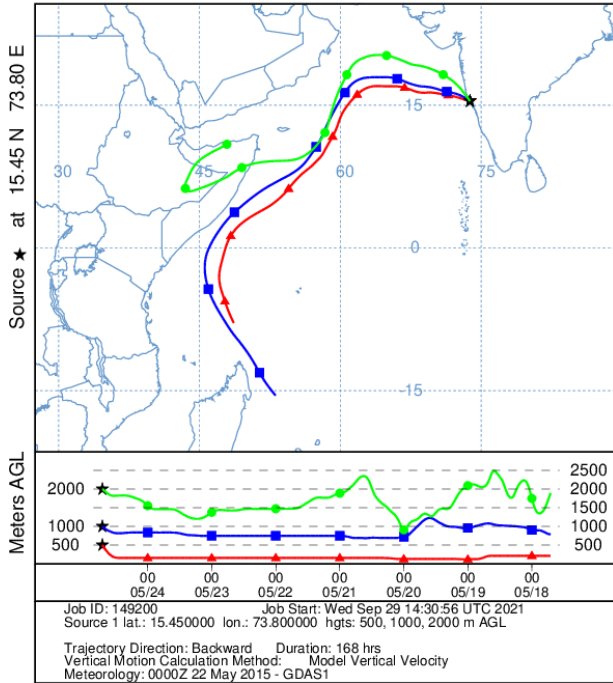 Source ★ at 15.45 N 73.80 E
15
30 45 60 75
0
-15
Meters AGL
2500
2000 2000
1500
1000 1000
500 500
00 00 00 00 00 00 00
05/24 05/23 05/22 05/21 05/20 05/19 05/18
Job ID: 149200 Job Start: Wed Sep 29 14:30:56 UTC 2021
Source 1 lat.: 15.450000 lon.: 73.800000 hgts: 500, 1000, 2000 m AGL
Trajectory Direction: Backward Duration: 168 hrs
Vertical Motion Calculation Method: Model Vertical Velocity
Meteorology: 0000Z 22 May 2015 - GDAS1